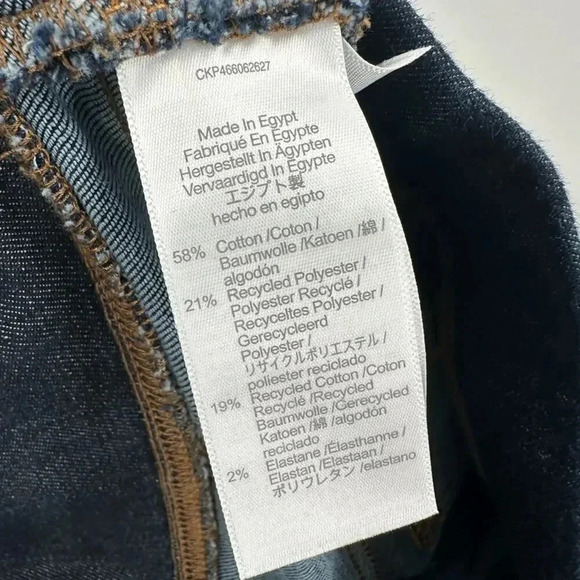 CKP466062627
Made In Egypt
Fabriqué En Égypte
Hergestellt In Ägypten
Vervaardigd In Egypte
エジプト製
hecho en egipto
58% Cotton /Coton /
Baumwolle /Katoen /綿 /
algodón
21% Recycled Polyester /
Polyester Recyclé /
Recyceltes Polyester /
Gerecycleerd
Polyester /
リサイクルポリエステル /
poliester reciclado
19% Recycled Cotton /Coton
Recyclé /Recycled
Baumwolle /Gerecycled
Katoen /綿 /algodón
reciclado
2% Elastane /Élasthanne /
Elastan /Elastaan /
ポリウレタン /elastano